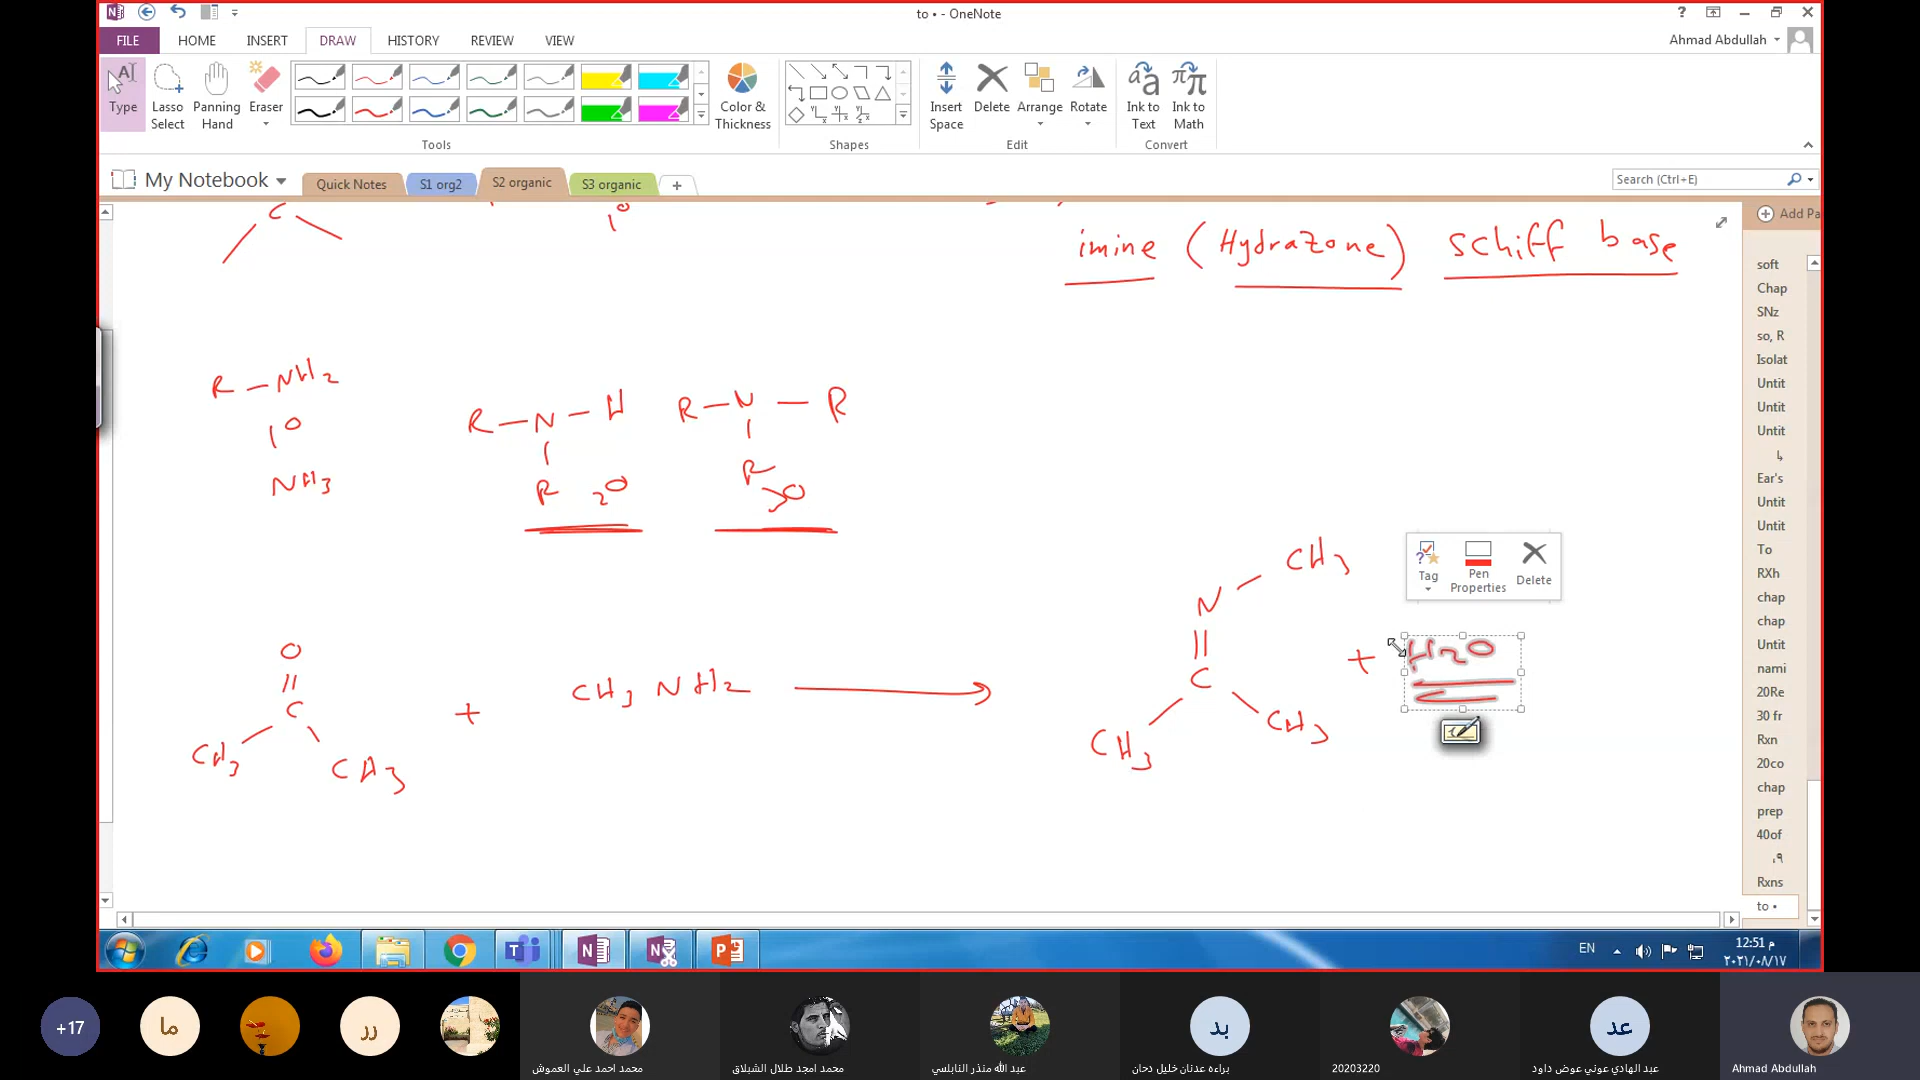 to • - OneNote
FILE HOME INSERT DRAW HISTORY REVIEW VIEW
Ahmad Abdullah
Type
Lasso Select
Panning Hand
Eraser
Color & Thickness
Insert Space
Delete
Arrange
Rotate
Ink to Text
Ink to Math
Tools
Shapes
Edit
Convert
My Notebook
Quick Notes
S1 org2
S2 organic
S3 organic
Search (Ctrl+E)
Add Pa
C
1°
imine (Hydrazone) schiff base
R - NH2
1°
NH3
R - N - H
R 2°
R - N - R
R
3°
O
C
CH3
CH3
+
CH3 NH2
N - CH3
C
CH3
CH3
+ H2O
Tag
Pen Properties
Delete
soft
Chap
SNz
so, R
Isolat
Untit
Untit
Untit
Ear's
Untit
Untit
To
RXh
chap
chap
Untit
nami
20Re
30 fr
Rxn
20co
chap
prep
40of
٩.
Rxns
to •
EN
12:51 م
٢٠٢١/٠٨/١٧
+17
ما
رر
محمد احمد علي العموش
محمد امجد طلال الشبلاق
عبد الله منذر النابلسي
بد
براءه عدنان خليل دحان
20203220
عد
عبد الهادي عوني عوض داود
Ahmad Abdullah